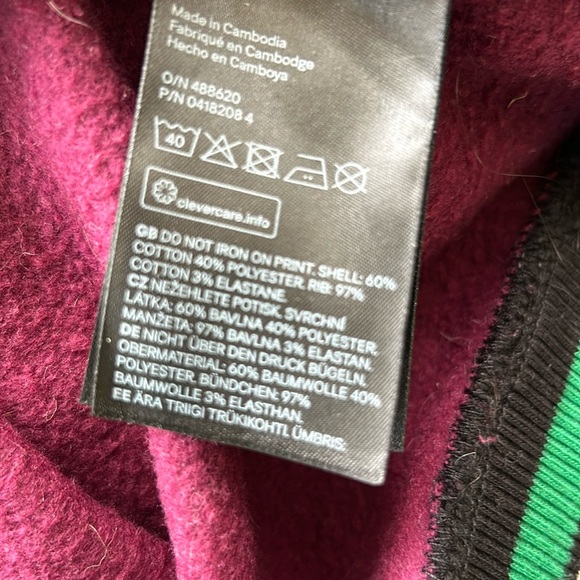 Made in Cambodia
Fabriqué en Cambodge
Hecho en Camboya
O/N 488620
P/N 0418208 4
40
clevercare.info
GB DO NOT IRON ON PRINT. SHELL: 60%
COTTON 40% POLYESTER. RIB: 97%
COTTON 3% ELASTANE.
CZ NEŽEHLETE POTISK. SVRCHNÍ
LÁTKA: 60% BAVLNA 40% POLYESTER.
MANŽETA: 97% BAVLNA 3% ELASTAN.
DE NICHT ÜBER DEN DRUCK BÜGELN.
OBERMATERIAL: 60% BAUMWOLLE 40%
POLYESTER. BÜNDCHEN: 97%
BAUMWOLLE 3% ELASTHAN.
EE ÄRA TRIIGI TRÜKIKOHTI. ÜMBRIS: